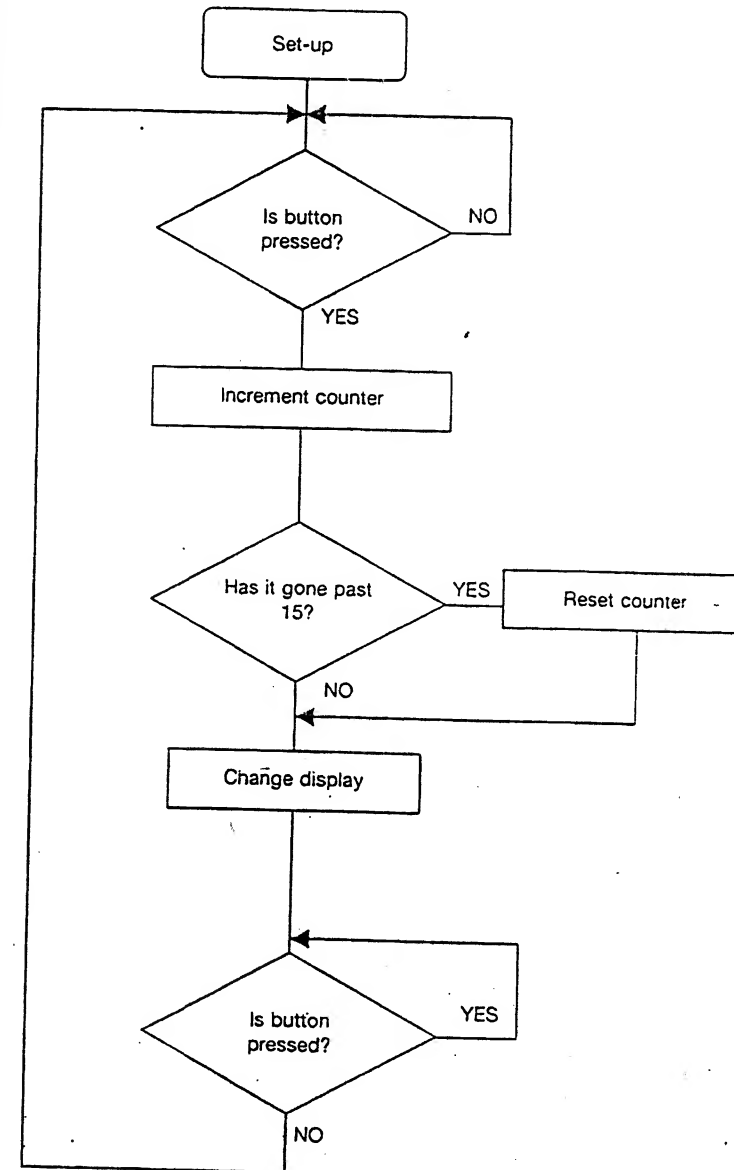 Set-up
Is button
pressed?
NO
YES
Increment counter
Has it gone past
15?
YES
Reset counter
NO
Change display
Is button
pressed?
YES
NO